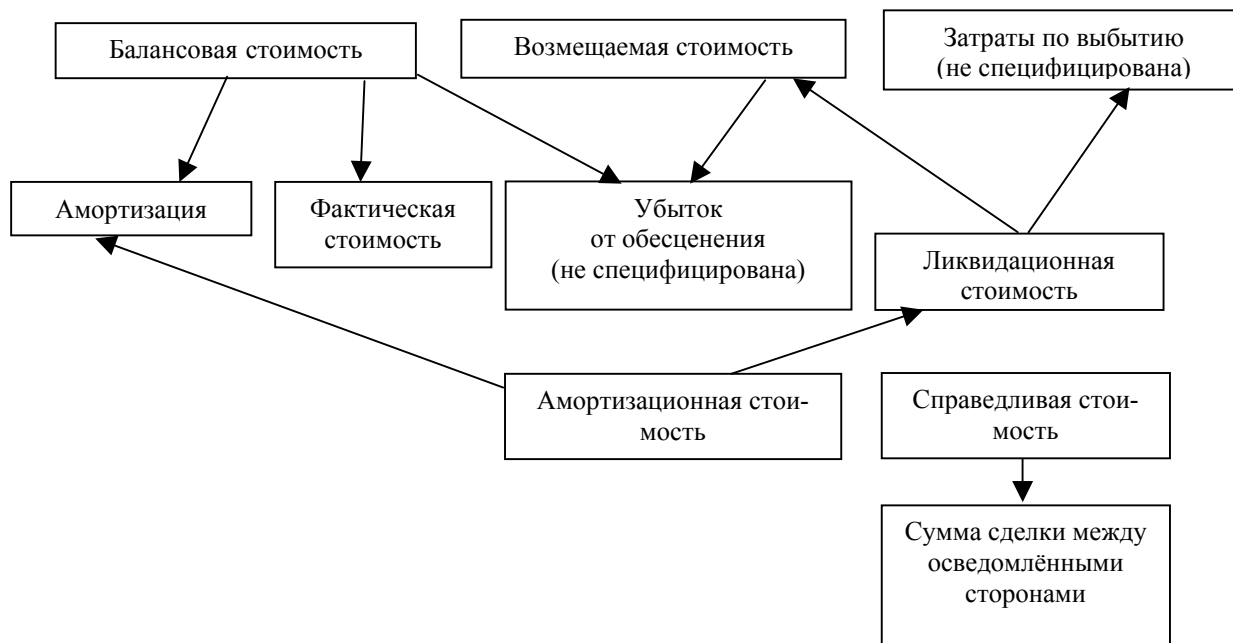 Балансовая стоимость
Возмещаемая стоимость
Затраты по выбытию
(не специфицирована)
Амортизация
Фактическая
стоимость
Убыток
от обесценения
(не специфицирована)
Ликвидационная
стоимость
Амортизационная стои-
мость
Справедливая стои-
мость
Сумма сделки между
осведомлёнными
сторонами